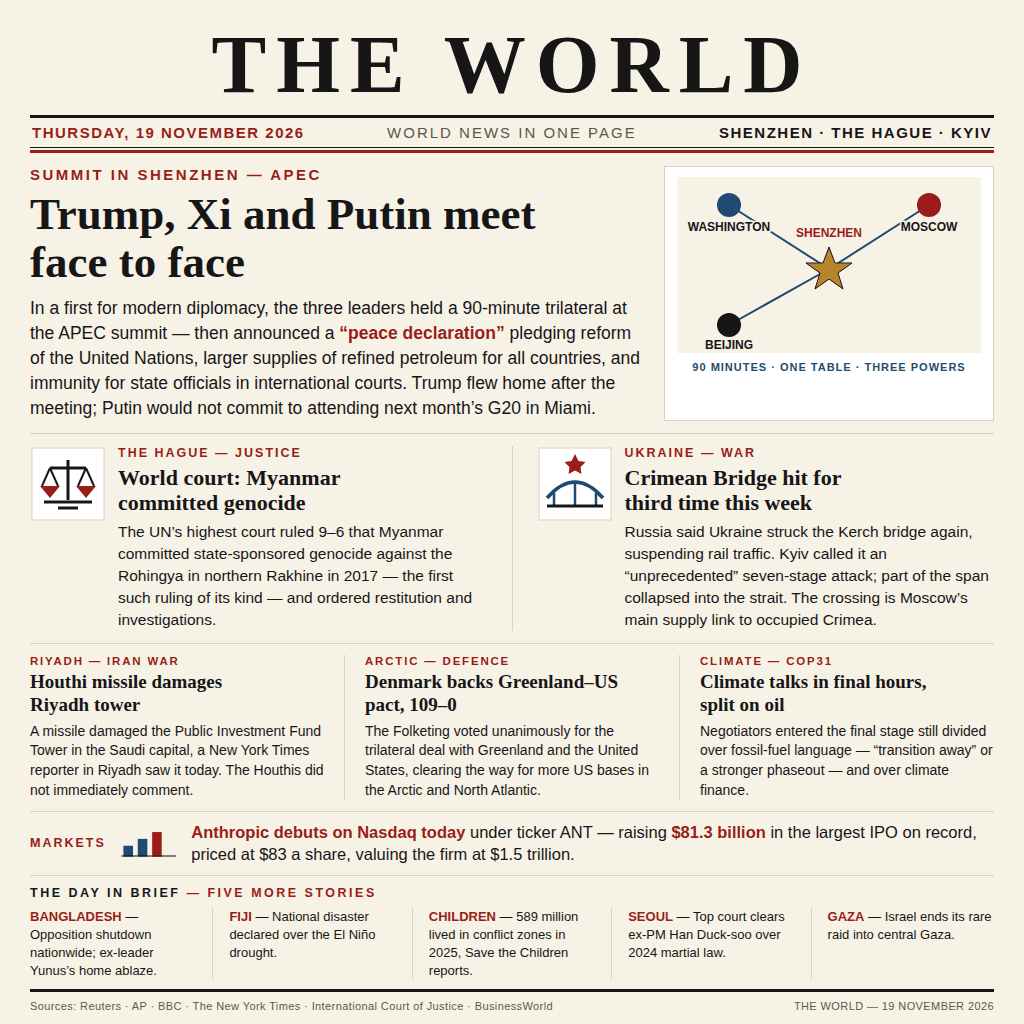 THE WORLD
THURSDAY, 19 NOVEMBER 2026
WORLD NEWS IN ONE PAGE
SHENZHEN · THE HAGUE · KYIV
SUMMIT IN SHENZHEN — APEC
Trump, Xi and Putin meet
face to face
In a first for modern diplomacy, the three leaders held a 90-minute trilateral at
the APEC summit — then announced a “peace declaration” pledging reform
of the United Nations, larger supplies of refined petroleum for all countries, and
immunity for state officials in international courts. Trump flew home after the
meeting; Putin would not commit to attending next month’s G20 in Miami.
WASHINGTON
SHENZHEN
MOSCOW
BEIJING
90 MINUTES · ONE TABLE · THREE POWERS
THE HAGUE — JUSTICE
World court: Myanmar
committed genocide
The UN’s highest court ruled 9–6 that Myanmar
committed state-sponsored genocide against the
Rohingya in northern Rakhine in 2017 — the first
such ruling of its kind — and ordered restitution and
investigations.
UKRAINE — WAR
Crimean Bridge hit for
third time this week
Russia said Ukraine struck the Kerch bridge again,
suspending rail traffic. Kyiv called it an
“unprecedented” seven-stage attack; part of the span
collapsed into the strait. The crossing is Moscow’s
main supply link to occupied Crimea.
RIYADH — IRAN WAR
Houthi missile damages
Riyadh tower
A missile damaged the Public Investment Fund
Tower in the Saudi capital, a New York Times
reporter in Riyadh saw it today. The Houthis did
not immediately comment.
ARCTIC — DEFENCE
Denmark backs Greenland–US
pact, 109–0
The Folketing voted unanimously for the
trilateral deal with Greenland and the United
States, clearing the way for more US bases in
the Arctic and North Atlantic.
CLIMATE — COP31
Climate talks in final hours,
split on oil
Negotiators entered the final stage still divided
over fossil-fuel language — “transition away” or
a stronger phaseout — and over climate
finance.
MARKETS
Anthropic debuts on Nasdaq today under ticker ANT — raising $81.3 billion in the largest IPO on record,
priced at $83 a share, valuing the firm at $1.5 trillion.
THE DAY IN BRIEF — FIVE MORE STORIES
BANGLADESH —
Opposition shutdown
nationwide; ex-leader
Yunus’s home ablaze.
FIJI — National disaster
declared over the El Niño
drought.
CHILDREN — 589 million
lived in conflict zones in
2025, Save the Children
reports.
SEOUL — Top court clears
ex-PM Han Duck-soo over
2024 martial law.
GAZA — Israel ends its rare
raid into central Gaza.
Sources: Reuters · AP · BBC · The New York Times · International Court of Justice · BusinessWorld
THE WORLD — 19 NOVEMBER 2026